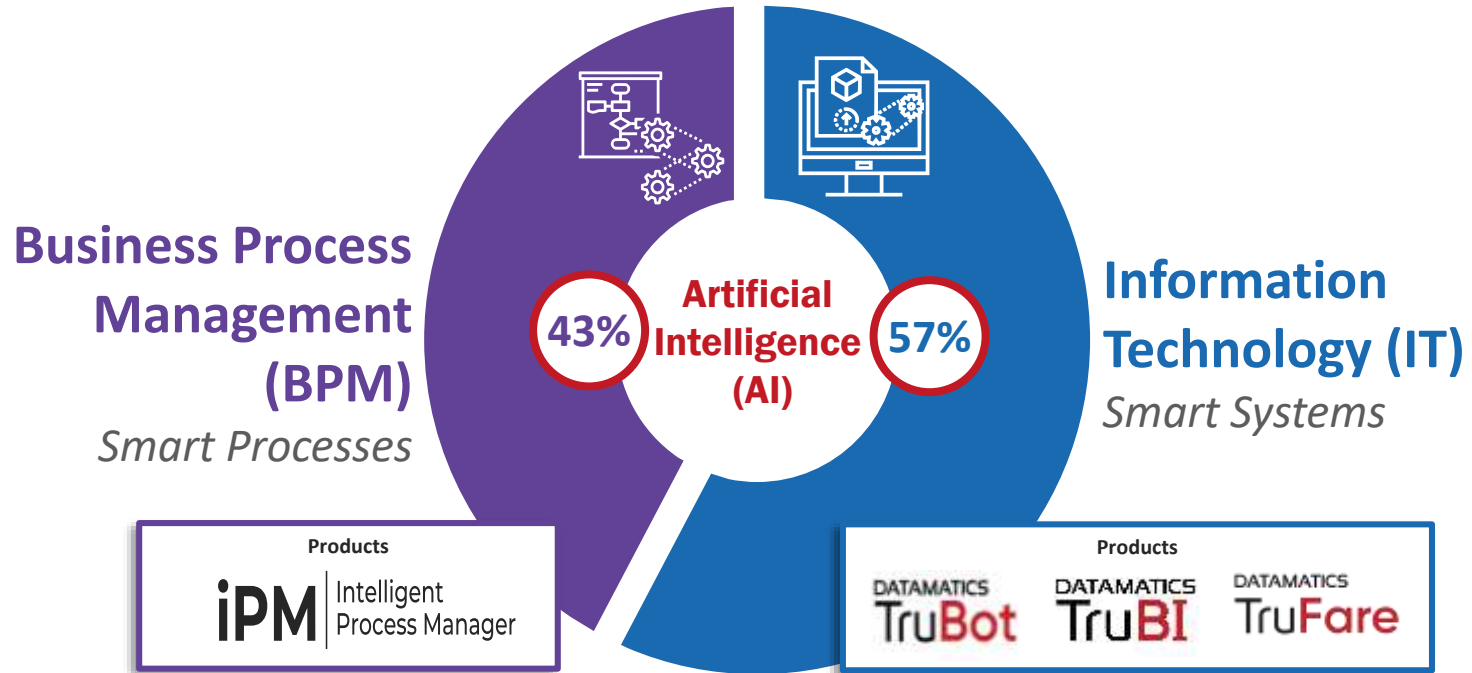 Business Process
Management
(BPM)
Smart Processes
43%
Artificial
Intelligence
(AI)
57%
Information
Technology (IT)
Smart Systems
Products
iPM
Intelligent
Process Manager
Products
DATAMATICS
TruBot
DATAMATICS
TruBI
DATAMATICS
TruFare